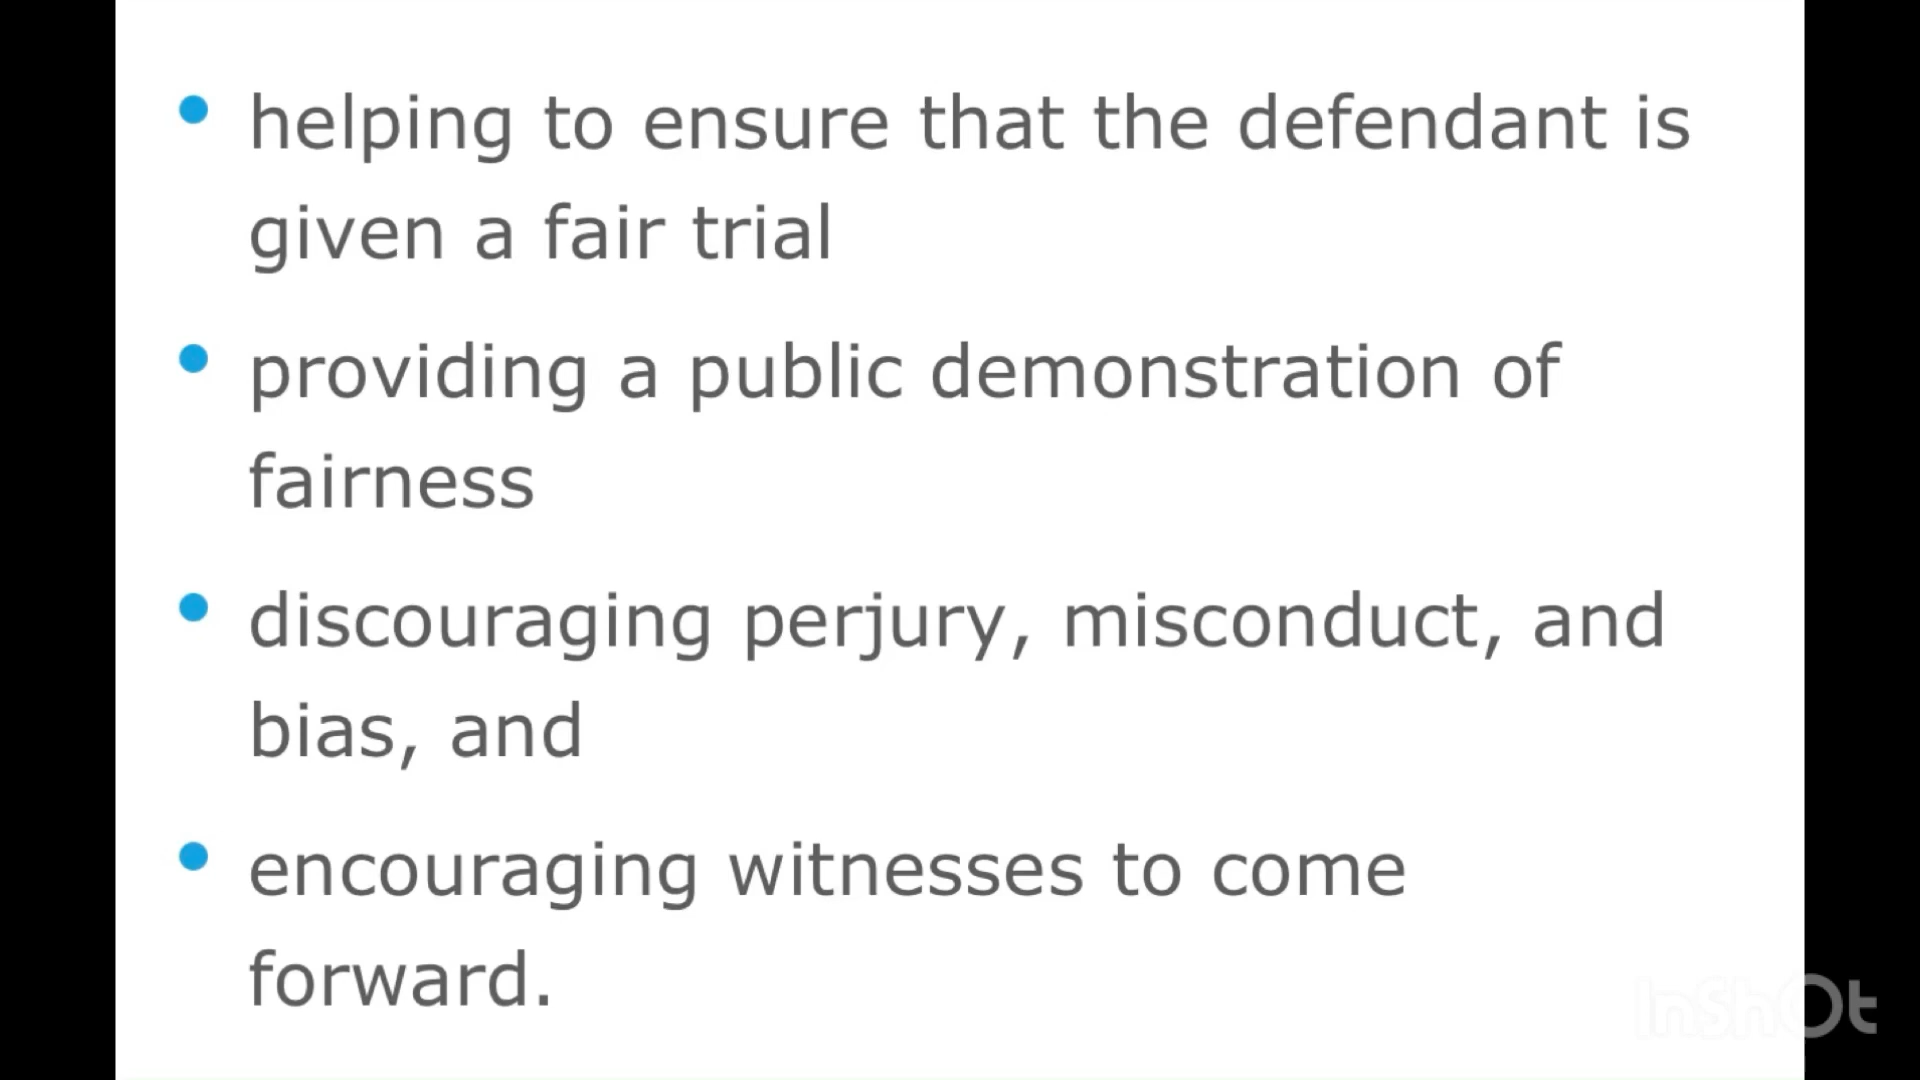 • helping to ensure that the defendant is
given a fair trial
• providing a public demonstration of
fairness
• discouraging perjury, misconduct, and
bias, and
• encouraging witnesses to come
forward.
InShOt